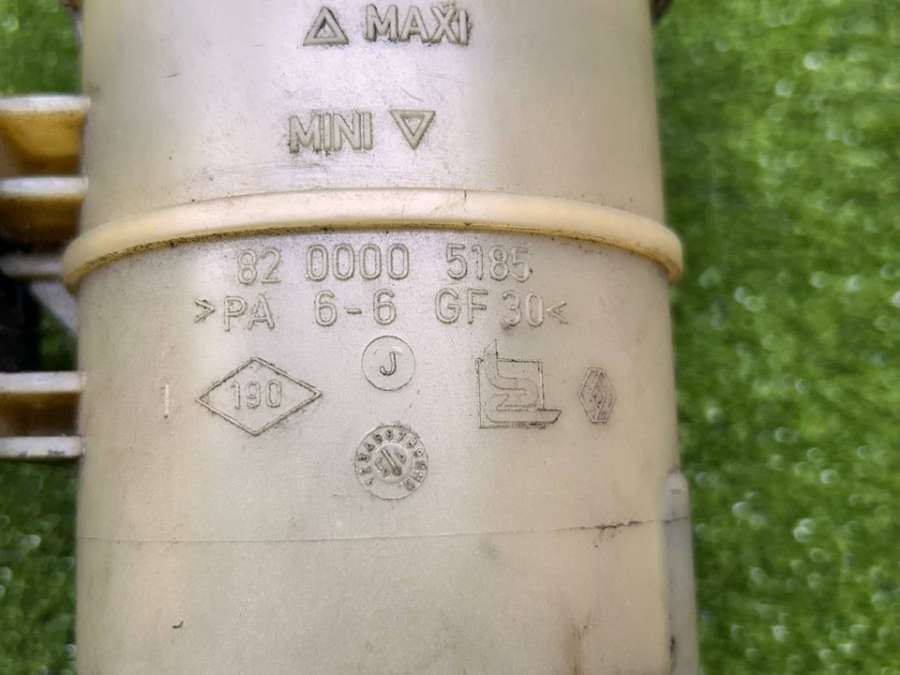 △ MAXI
MINI ▽
82 0000 5185
>PA 6-6 GF 30<
J
190